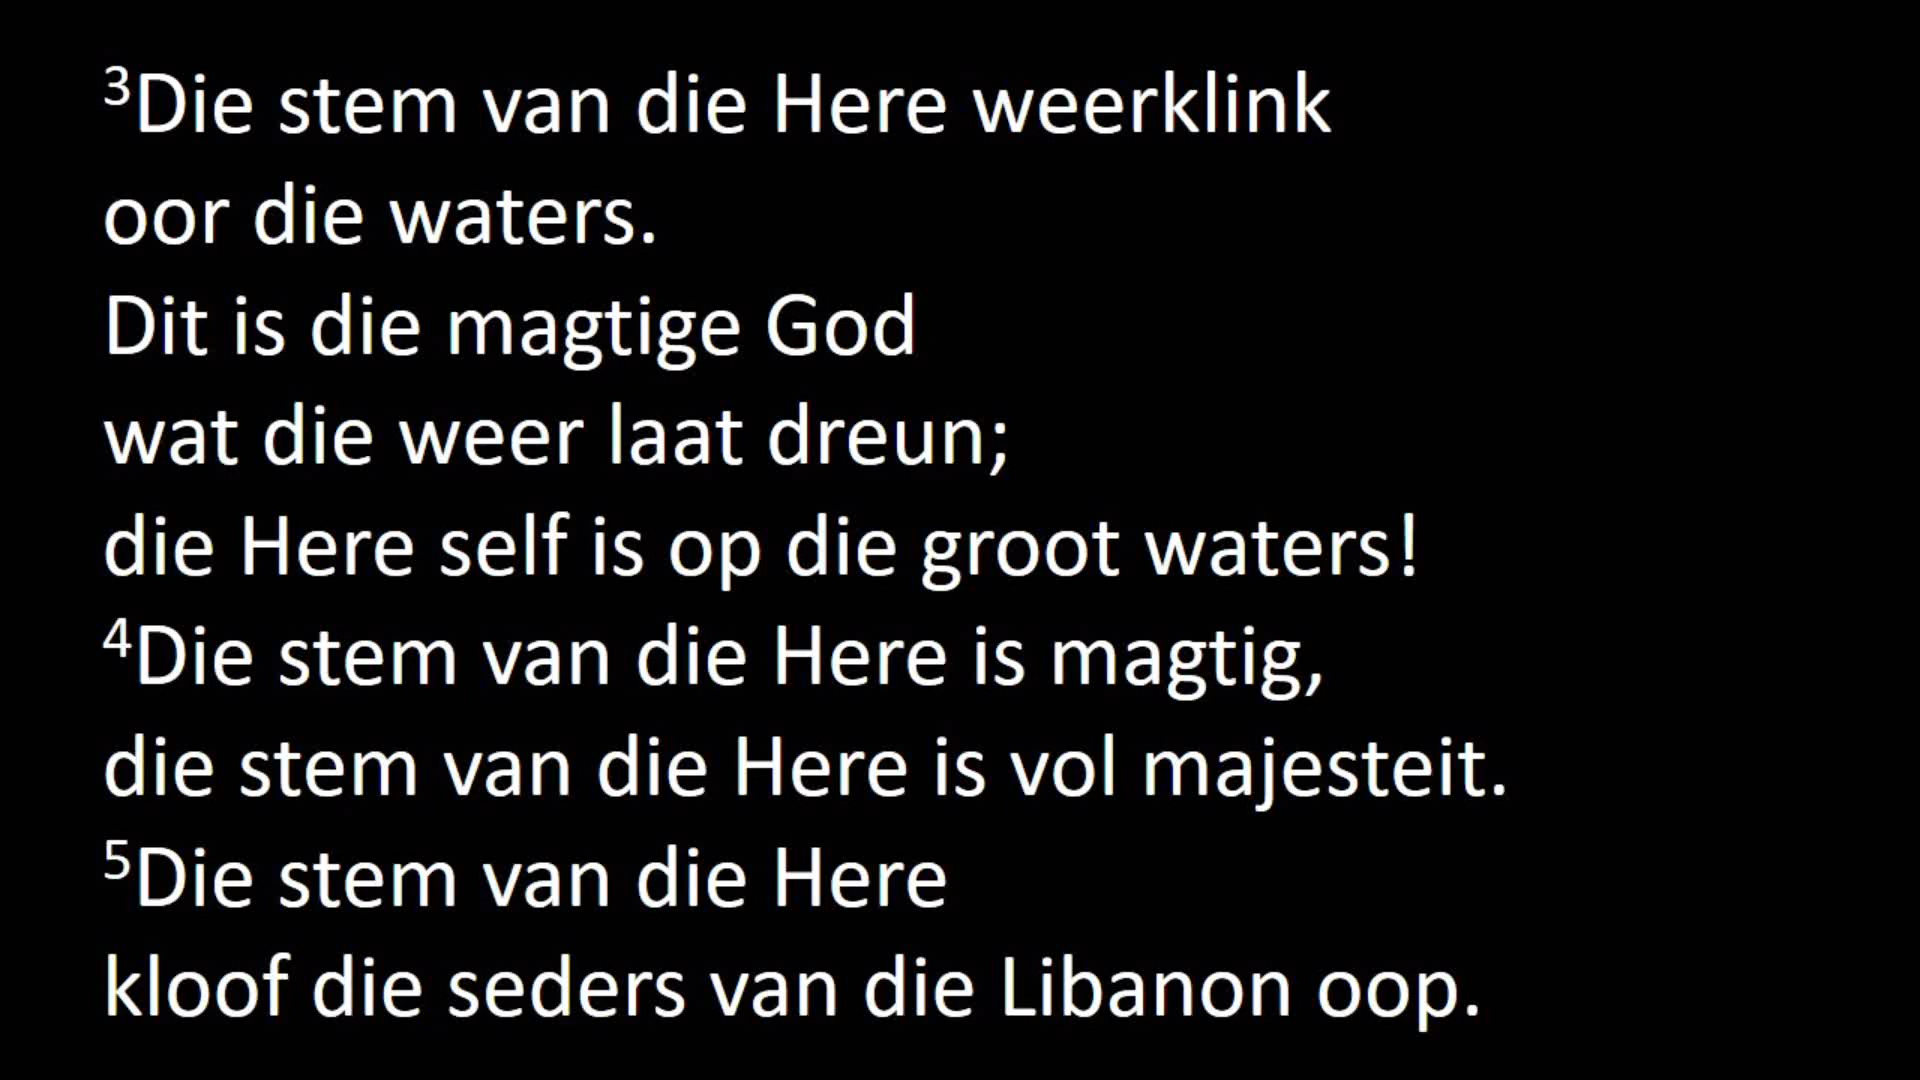 ³Die stem van die Here weerklink
oor die waters.
Dit is die magtige God
wat die weer laat dreun;
die Here self is op die groot waters!
⁴Die stem van die Here is magtig,
die stem van die Here is vol majesteit.
⁵Die stem van die Here
kloof die seders van die Libanon oop.